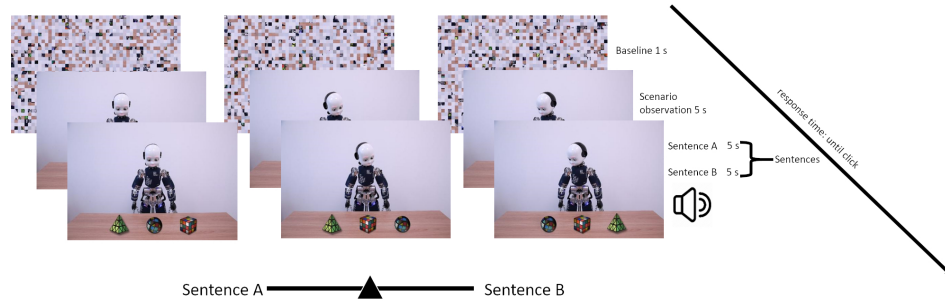 Baseline 1 s
Scenario
observation 5 s
Sentence A 5 s
Sentence B 5 s
Sentences
response time: until click
Sentence A
Sentence B